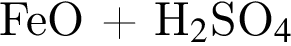 FeO + H₂SO₄